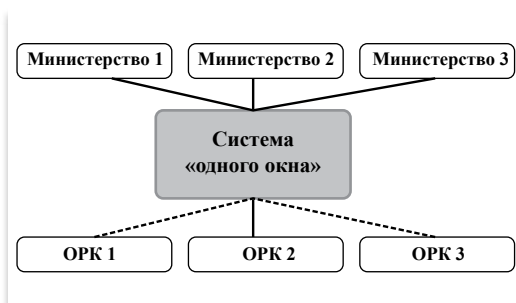 Министерство 1 Министерство 2 Министерство 3
Система
«одного окна»
ОРК 1 ОРК 2 ОРК 3